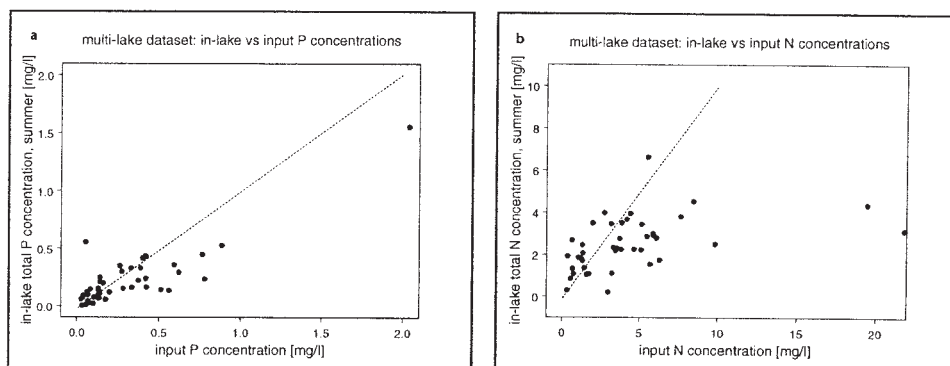 a
multi-lake dataset: in-lake vs input P concentrations
in-lake total P concentration, summer [mg/l]
2.0
1.5
1.0
0.5
0.0
0.0
0.5
1.0
1.5
2.0
input P concentration [mg/l]
b
multi-lake dataset: in-lake vs input N concentrations
in-lake total N concentration, summer [mg/l]
10
8
6
4
2
0
0
5
10
15
20
input N concentration [mg/l]